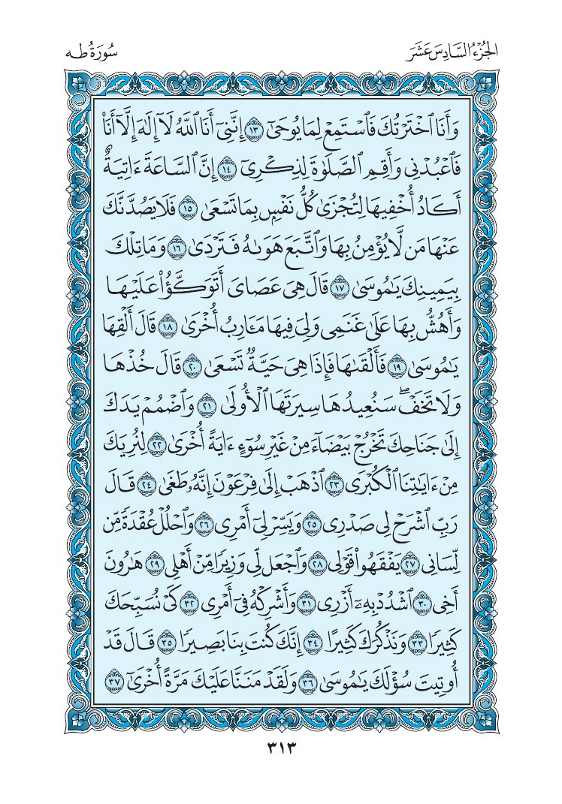 الجُزْءُ السَّادِسَ عَشَرَ
سُورَةُ طه
وَأَنَا ٱخْتَرْتُكَ فَٱسْتَمِعْ لِمَا يُوحَىٰٓ ١٣ إِنَّنِىٓ أَنَا ٱللَّهُ لَآ إِلَٰهَ إِلَّآ أَنَا۠
فَٱعْبُدْنِى وَأَقِمِ ٱلصَّلَوٰةَ لِذِكْرِىٓ ١٤ إِنَّ ٱلسَّاعَةَ ءَاتِيَةٌ
أَكَادُ أُخْفِيهَا لِتُجْزَىٰ كُلُّ نَفْسٍۭ بِمَا تَسْعَىٰ ١٥ فَلَا يَصُدَّنَّكَ
عَنْهَا مَن لَّا يُؤْمِنُ بِهَا وَٱتَّبَعَ هَوَىٰهُ فَتَرْدَىٰ ١٦ وَمَا تِلْكَ
بِيَمِينِكَ يَٰمُوسَىٰ ١٧ قَالَ هِىَ عَصَاىَ أَتَوَكَّؤُا۟ عَلَيْهَا
وَأَهُشُّ بِهَا عَلَىٰ غَنَمِى وَلِىَ فِيهَا مَـَٔارِبُ أُخْرَىٰ ١٨ قَالَ أَلْقِهَا
يَٰمُوسَىٰ ١٩ فَأَلْقَىٰهَا فَإِذَا هِىَ حَيَّةٌ تَسْعَىٰ ٢٠ قَالَ خُذْهَا
وَلَا تَخَفْ ۖ سَنُعِيدُهَا سِيرَتَهَا ٱلْأُولَىٰ ٢١ وَٱضْمُمْ يَدَكَ
إِلَىٰ جَنَاحِكَ تَخْرُجْ بَيْضَآءَ مِنْ غَيْرِ سُوٓءٍ ءَايَةً أُخْرَىٰ ٢٢ لِنُرِيَكَ
مِنْ ءَايَٰتِنَا ٱلْكُبْرَى ٢٣ ٱذْهَبْ إِلَىٰ فِرْعَوْنَ إِنَّهُۥ طَغَىٰ ٢٤ قَالَ
رَبِّ ٱشْرَحْ لِى صَدْرِى ٢٥ وَيَسِّرْ لِىٓ أَمْرِى ٢٦ وَٱحْلُلْ عُقْدَةً مِّن
لِّسَانِى ٢٧ يَفْقَهُوا۟ قَوْلِى ٢٨ وَٱجْعَل لِّى وَزِيرًا مِّنْ أَهْلِى ٢٩ هَٰرُونَ
أَخِى ٣٠ ٱشْدُدْ بِهِۦٓ أَزْرِى ٣١ وَأَشْرِكْهُ فِىٓ أَمْرِى ٣٢ كَىْ نُسَبِّحَكَ
كَثِيرًا ٣٣ وَنَذْكُرَكَ كَثِيرًا ٣٤ إِنَّكَ كُنتَ بِنَا بَصِيرًا ٣٥ قَالَ قَدْ
أُوتِيتَ سُؤْلَكَ يَٰمُوسَىٰ ٣٦ وَلَقَدْ مَنَنَّا عَلَيْكَ مَرَّةً أُخْرَىٰٓ ٣٧
٣١٣